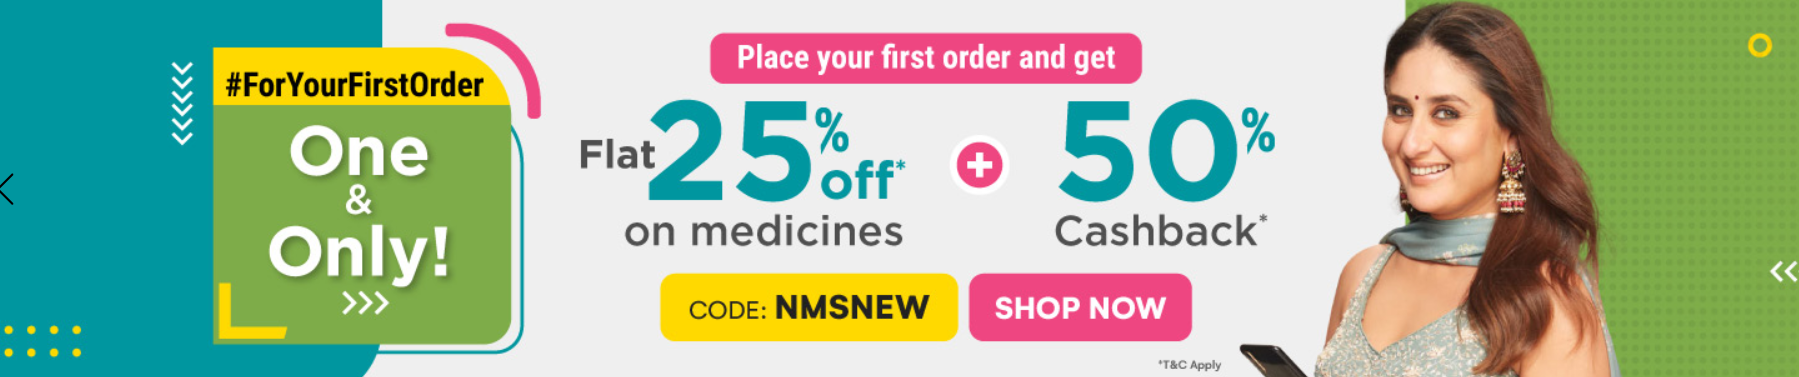 #ForYourFirstOrder
One
&
Only!
Place your first order and get
Flat 25% off*
on medicines
+
50%
Cashback*
CODE: NMSNEW
SHOP NOW
*T&C Apply